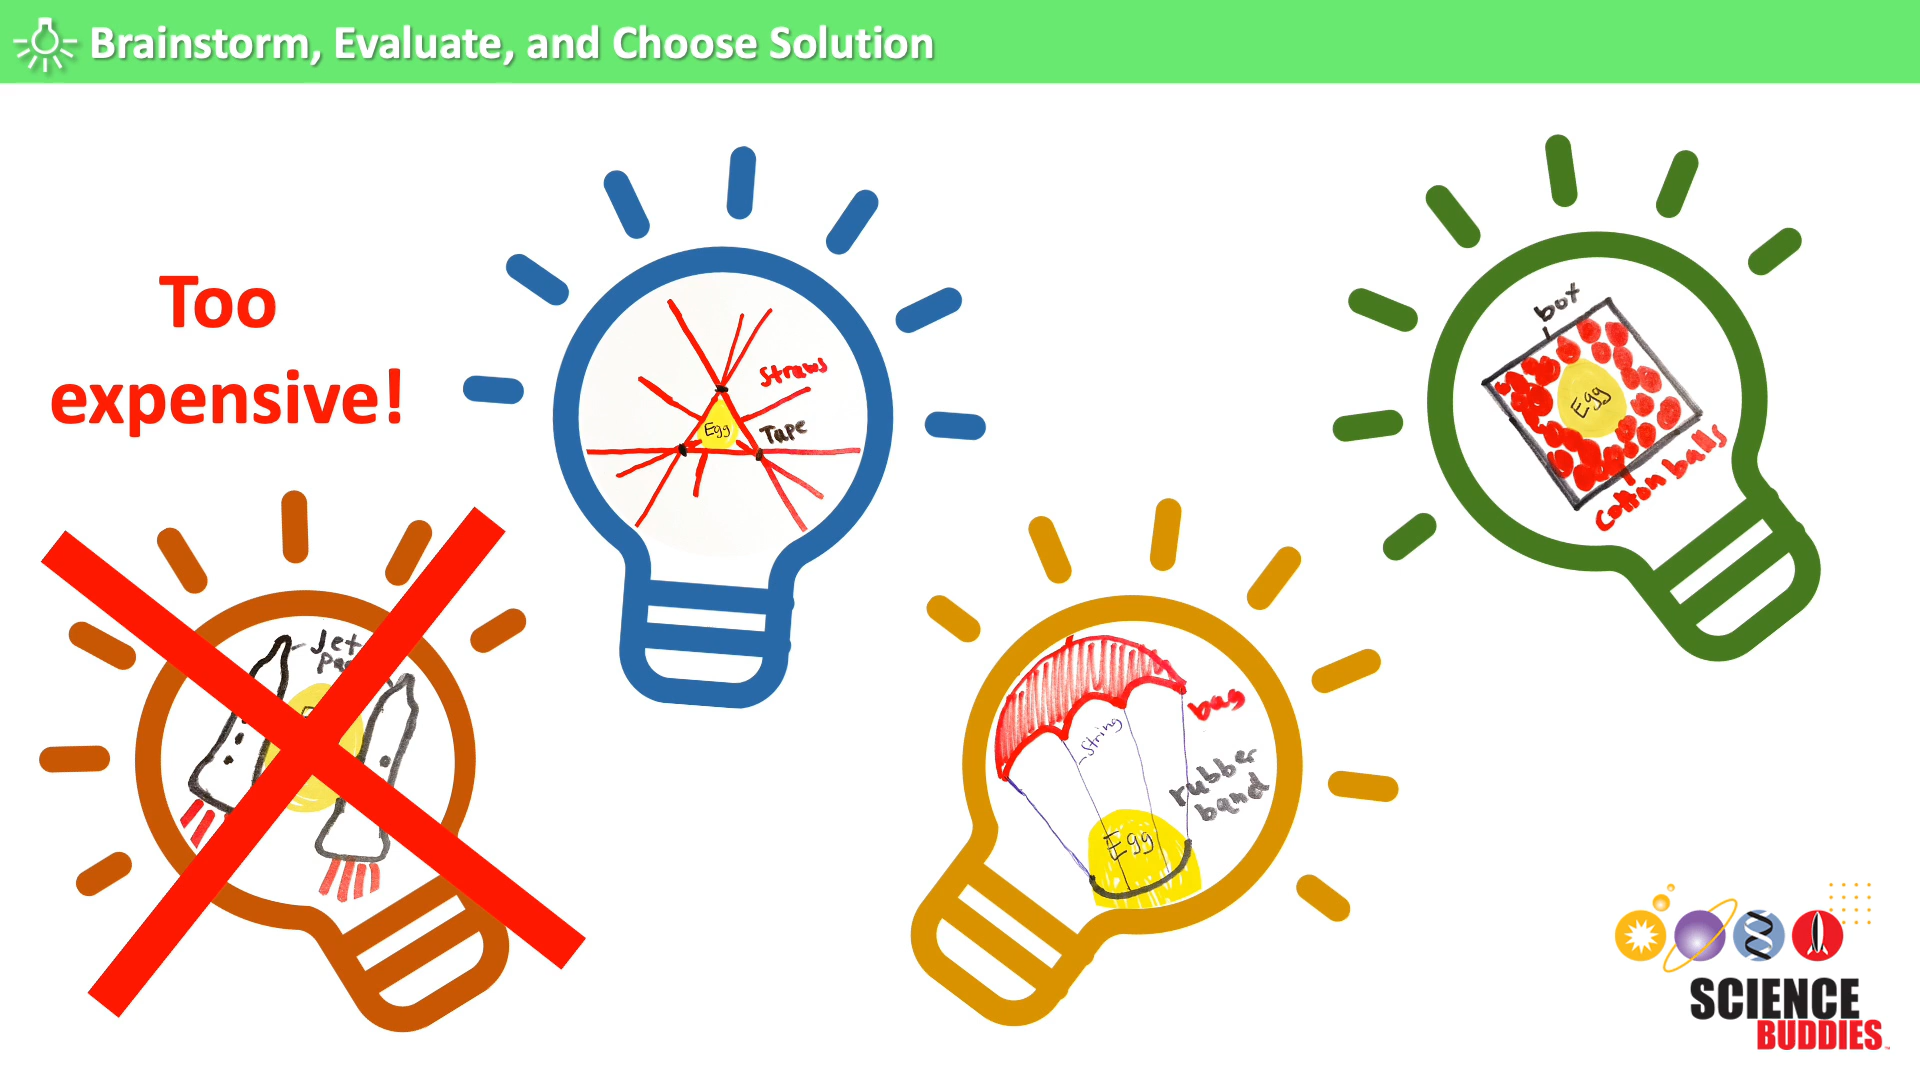 Brainstorm, Evaluate, and Choose Solution
Too
expensive!
Straws
Egg
Tape
box
Egg
cotton balls
Jet
bag
String
rubber
band
Egg
SCIENCE
BUDDIES